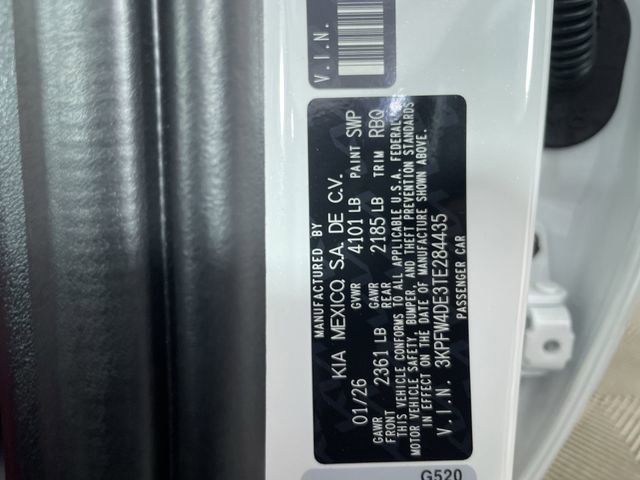 V.I.N.
MANUFACTURED BY
KIA MEXICO, S.A. DE C.V.
01/26 GVWR 4101 LB PAINT SWP
GAWR FRONT 2361 LB GAWR REAR 2185 LB TRIM RBQ
THIS VEHICLE CONFORMS TO ALL APPLICABLE U.S.A. FEDERAL
MOTOR VEHICLE SAFETY, BUMPER, AND THEFT PREVENTION STANDARDS
IN EFFECT ON THE DATE OF MANUFACTURE SHOWN ABOVE.
V.I.N. 3KPFW4DE3TE284435
PASSENGER CAR
G520